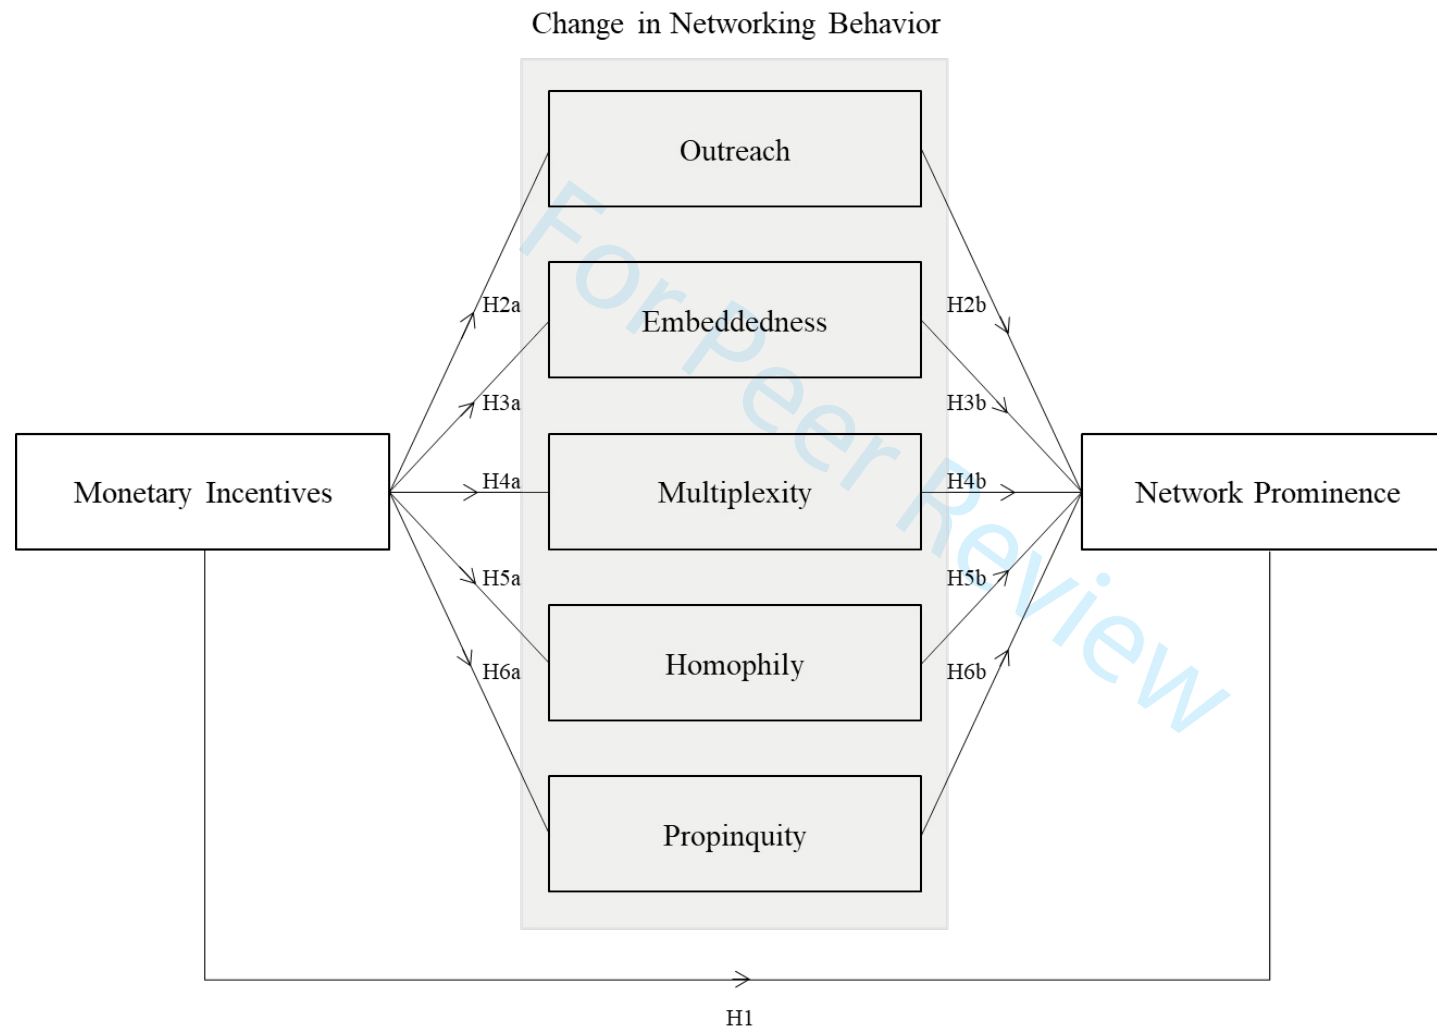 Change in Networking Behavior
Outreach
H2a
H2b
Embeddedness
H3a
H3b
Monetary Incentives
H4a
Multiplexity
H4b
Network Prominence
H5a
H5b
Homophily
H6a
H6b
Propinquity
H1
For Peer Review